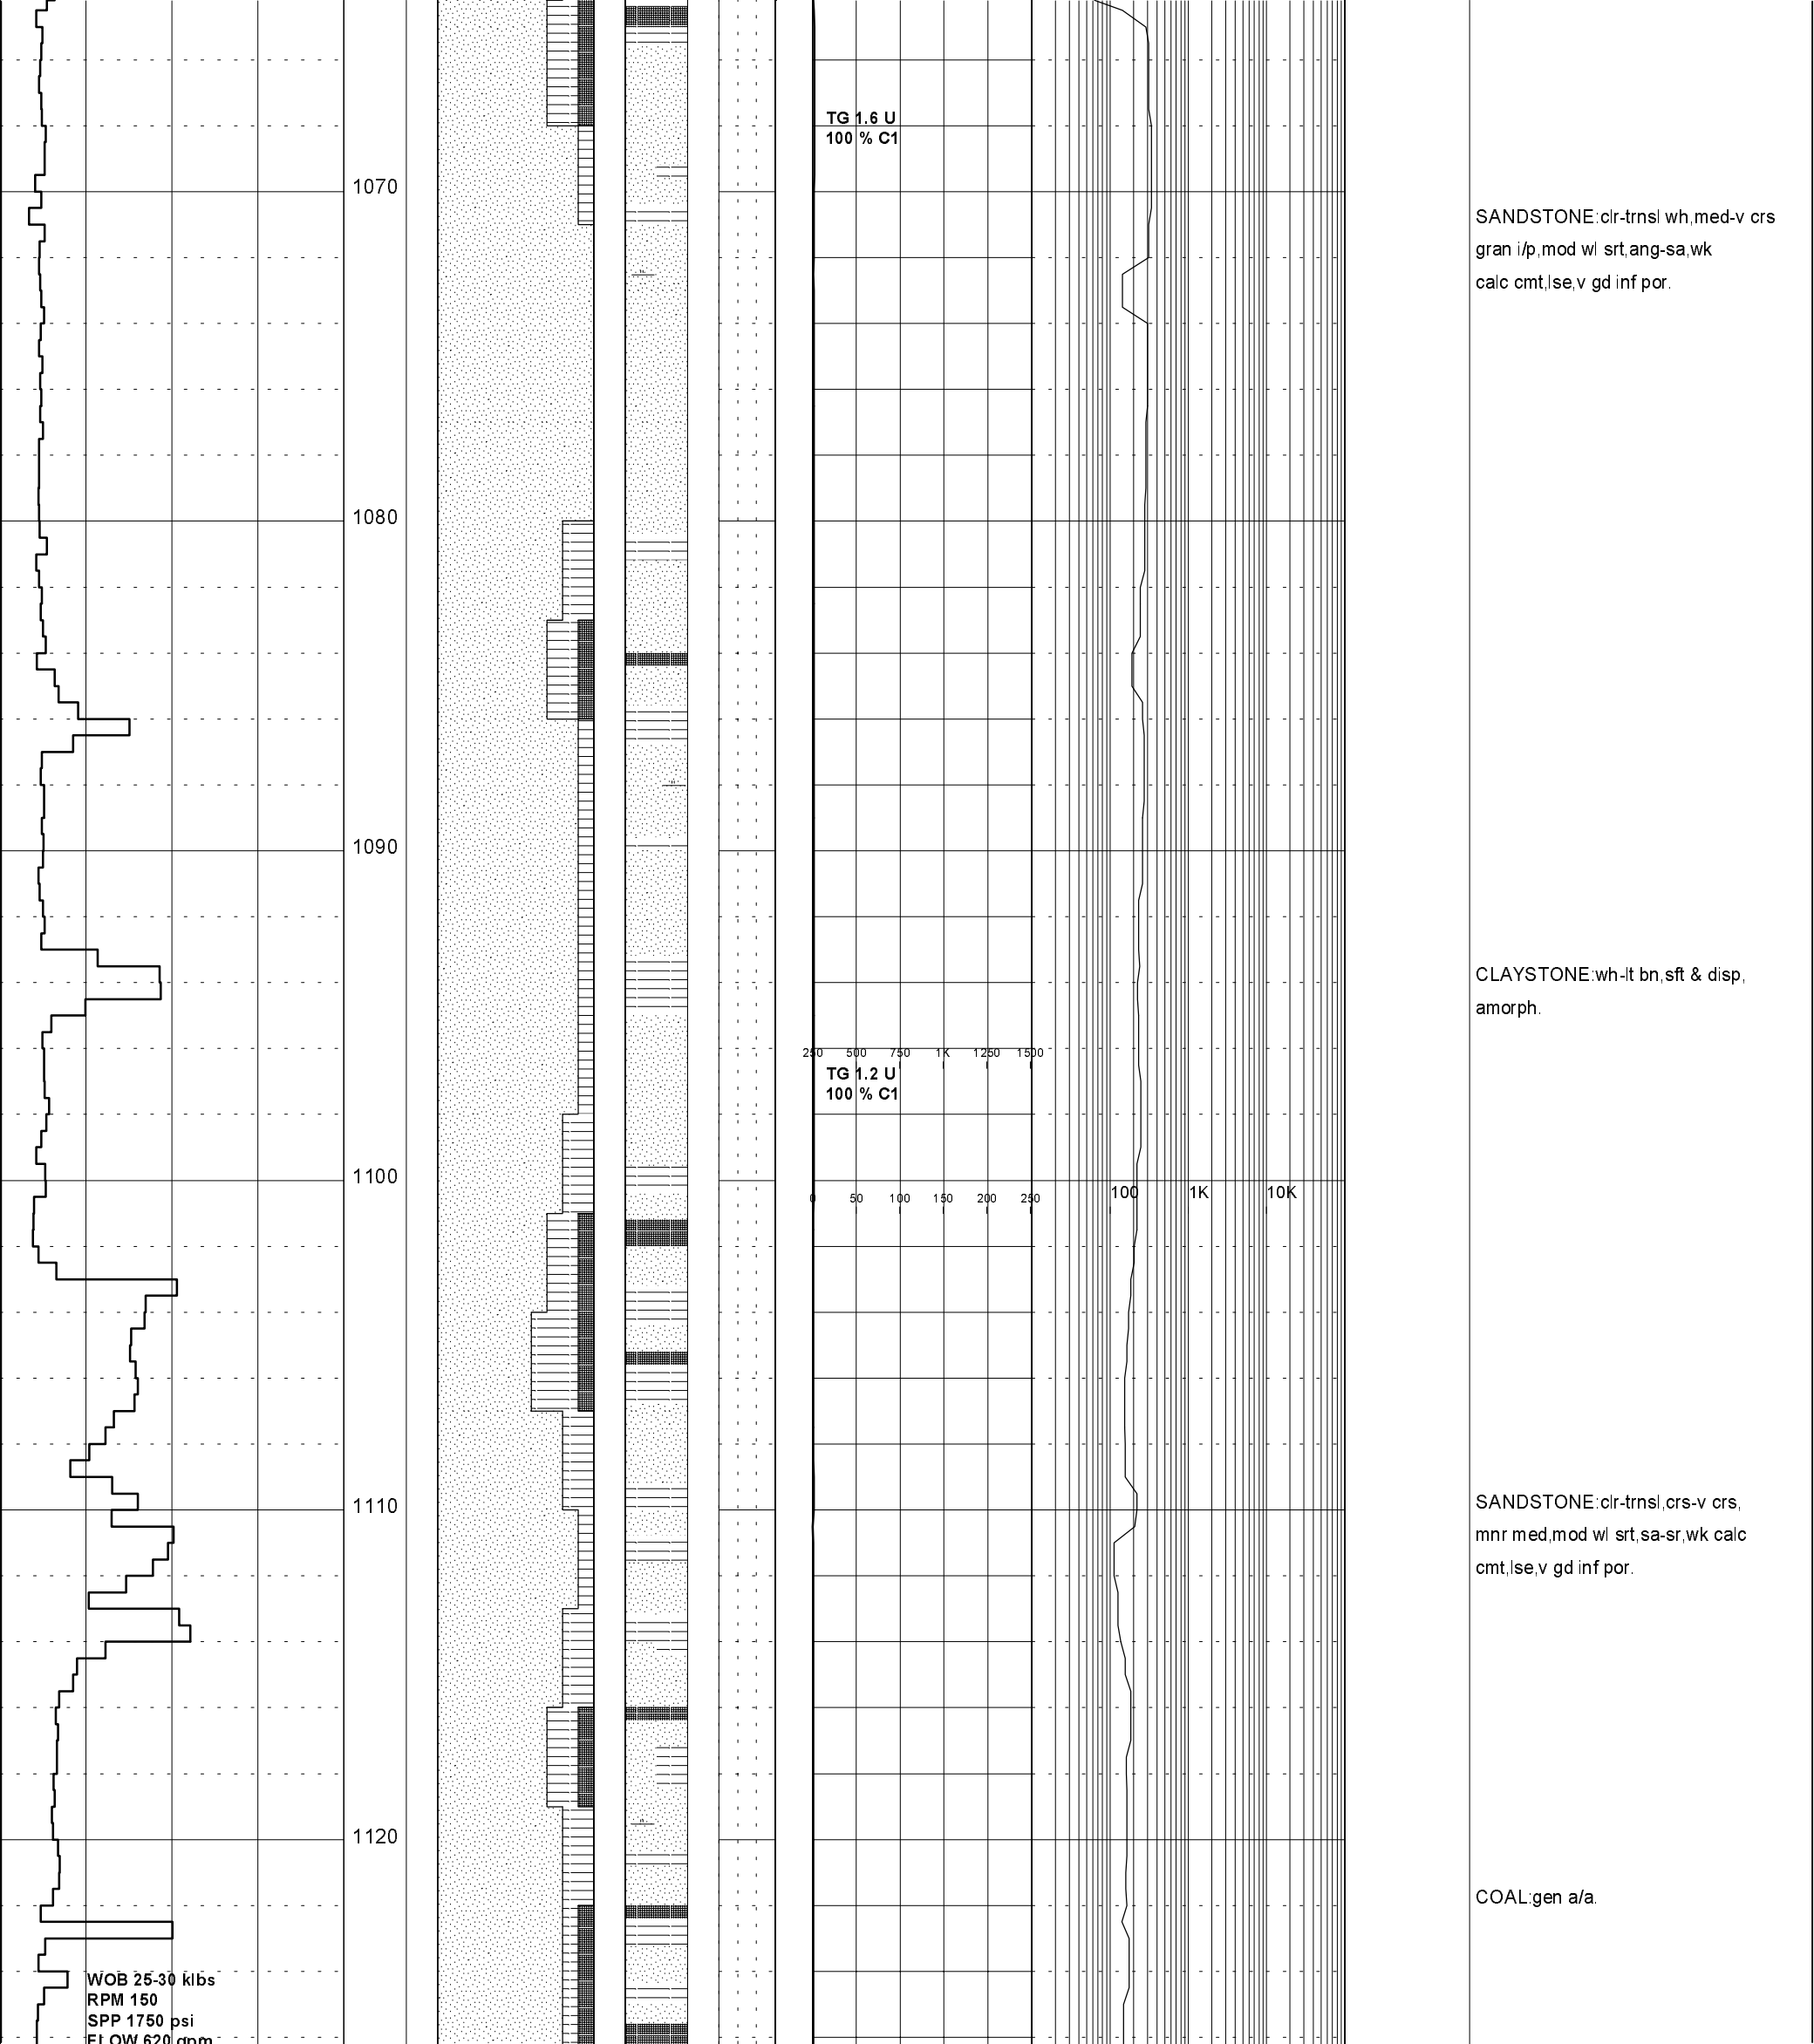 TG 1.6 U
100 % C1
1070
SANDSTONE:clr-trnsl wh,med-v crs
gran i/p,mod wl srt,ang-sa,wk
calc cmt,lse,v gd inf por.
1080
1090
CLAYSTONE:wh-lt bn,sft & disp,
amorph.
250 500 750 1K 1250 1500
TG 1.2 U
100 % C1
1100
0 50 100 150 200 250
100 1K 10K
1110
SANDSTONE:clr-trnsl,crs-v crs,
mnr med,mod wl srt,sa-sr,wk calc
cmt,lse,v gd inf por.
1120
COAL:gen a/a.
WOB 25-30 klbs
RPM 150
SPP 1750 psi
FLOW 620 gpm